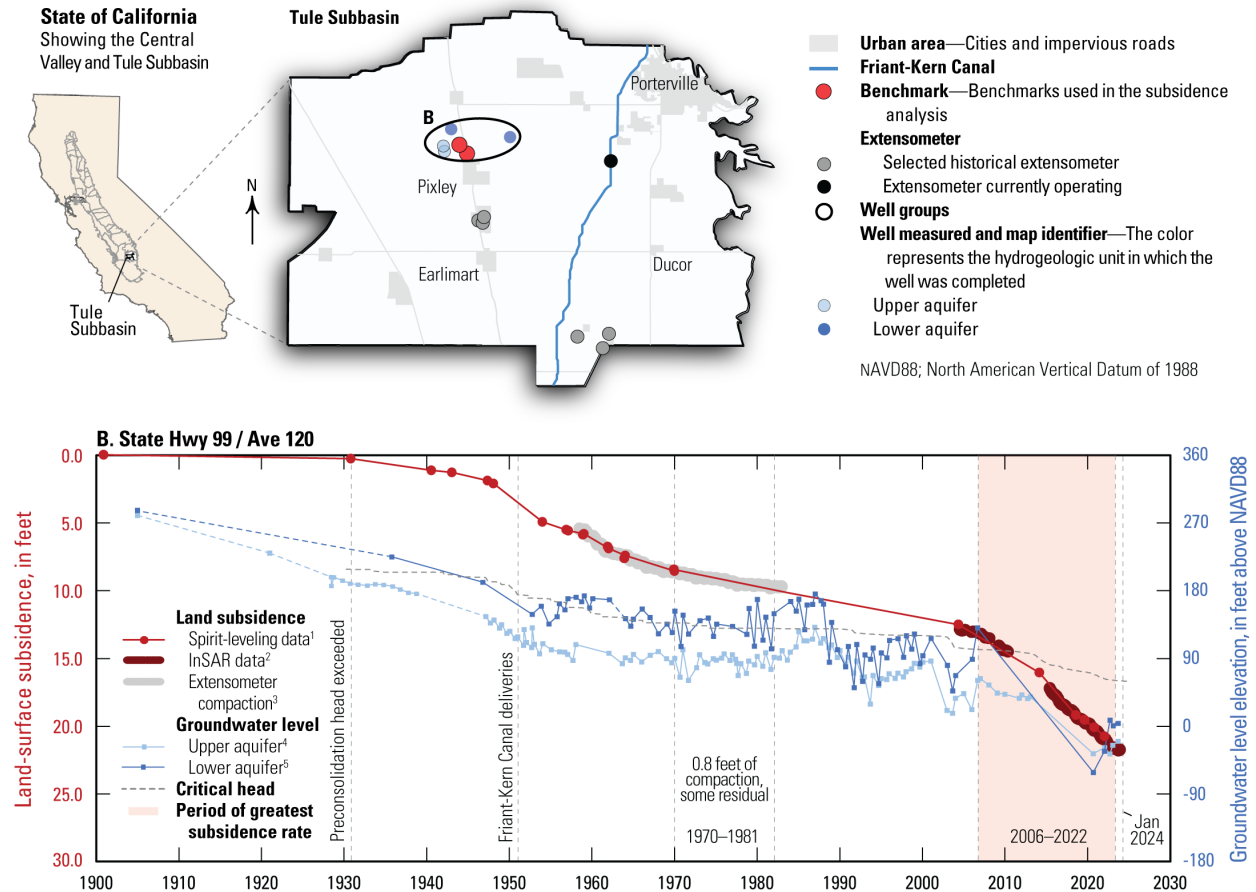 State of California
Showing the Central
Valley and Tule Subbasin
Tule
Subbasin
Tule Subbasin
Porterville
B
Pixley
N
Earlimart
Ducor
Urban area—Cities and impervious roads
Friant-Kern Canal
Benchmark—Benchmarks used in the subsidence
analysis
Extensometer
Selected historical extensometer
Extensometer currently operating
Well groups
Well measured and map identifier—The color
represents the hydrogeologic unit in which the
well was completed
Upper aquifer
Lower aquifer
NAVD88; North American Vertical Datum of 1988
B. State Hwy 99 / Ave 120
Land-surface subsidence, in feet
0.0
5.0
10.0
15.0
20.0
25.0
30.0
Land subsidence
Spirit-leveling data1
InSAR data2
Extensometer
compaction3
Groundwater level
Upper aquifer4
Lower aquifer5
Critical head
Period of greatest
subsidence rate
Preconsolidation head exceeded
Friant-Kern Canal deliveries
0.8 feet of
compaction,
some residual
1970–1981
2006–2022
Jan
2024
360
270
180
90
0
-90
-180
Groundwater level elevation, in feet above NAVD88
1900 1910 1920 1930 1940 1950 1960 1970 1980 1990 2000 2010 2020 2030